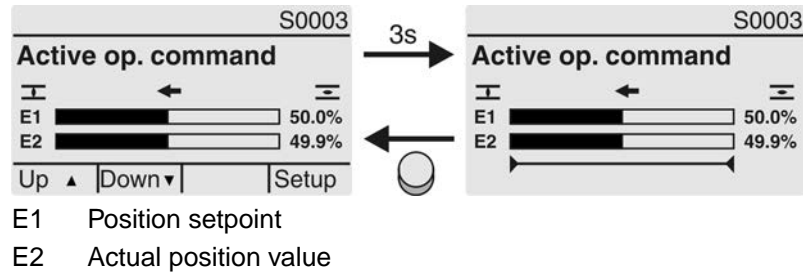 S0003
Active op. command
E1 50.0%
E2 49.9%
Up ▲ Down ▼ Setup
3s
S0003
Active op. command
E1 50.0%
E2 49.9%
E1 Position setpoint
E2 Actual position value